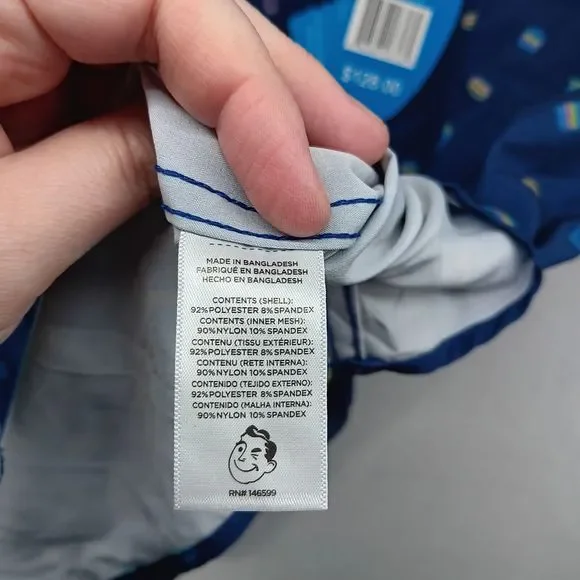 $128.00
MADE IN BANGLADESH
FABRIQUÉ EN BANGLADESH
HECHO EN BANGLADESH
CONTENTS (SHELL):
92% POLYESTER 8% SPANDEX
CONTENTS (INNER MESH):
90% NYLON 10% SPANDEX
CONTENU (TISSU EXTÉRIEUR):
92% POLYESTER 8% SPANDEX
CONTENU (RETE INTERNA):
90% NYLON 10% SPANDEX
CONTENIDO (TEJIDO EXTERNO):
92% POLYESTER 8% SPANDEX
CONTENIDO (MALHA INTERNA):
90% NYLON 10% SPANDEX
RN# 146599